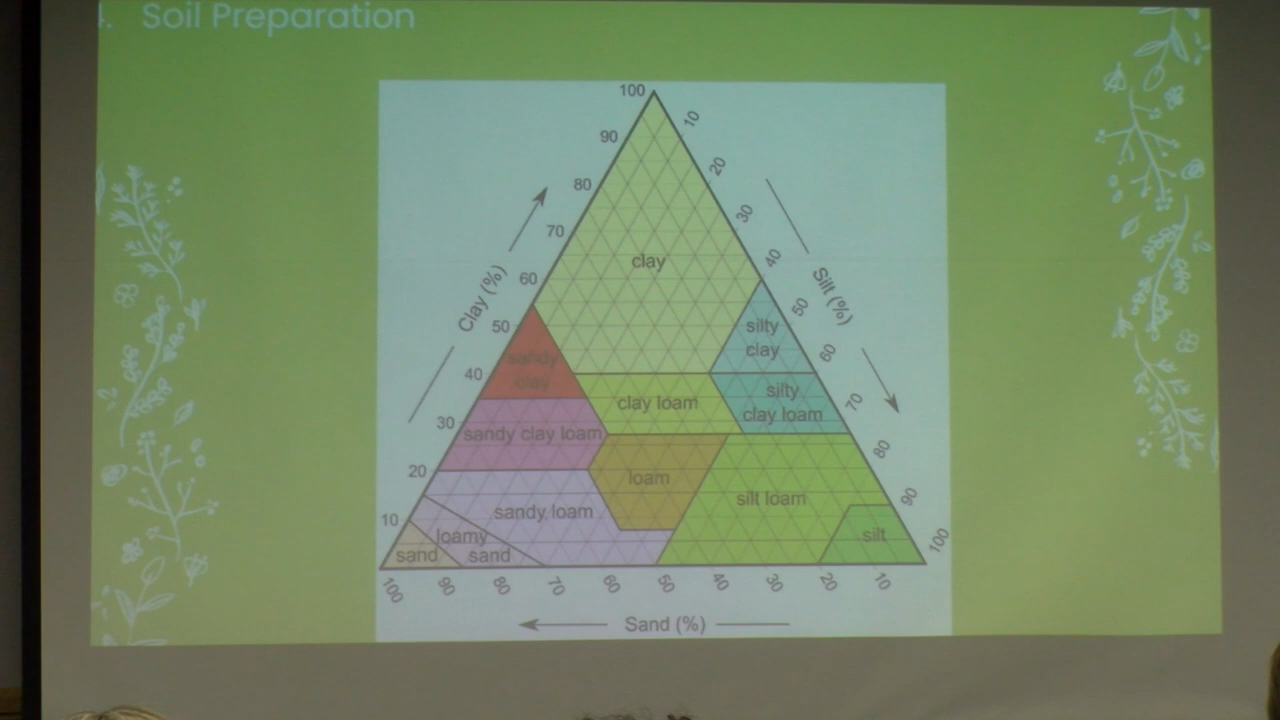 . Soil Preparation
100
90
80
70
60
50
40
30
20
10
Clay (%)
10
20
30
40
50
60
70
80
90
100
Silt (%)
clay
silty
clay
sandy
clay
clay loam
silty
clay loam
sandy clay loam
loam
silt loam
sandy loam
loamy
sand
sand
silt
100
90
80
70
60
50
40
30
20
10
Sand (%)